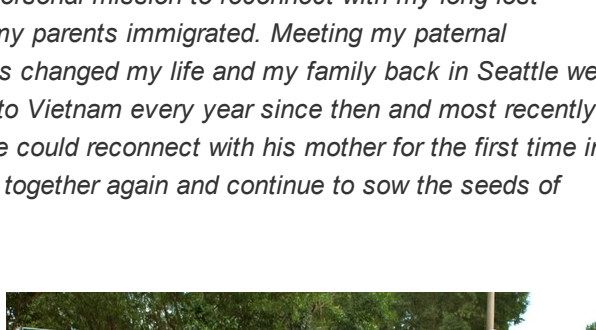 personal mission to reconnect with my long lost
my parents immigrated. Meeting my paternal
s changed my life and my family back in Seattle we
to Vietnam every year since then and most recently
e could reconnect with his mother for the first time in
together again and continue to sow the seeds of